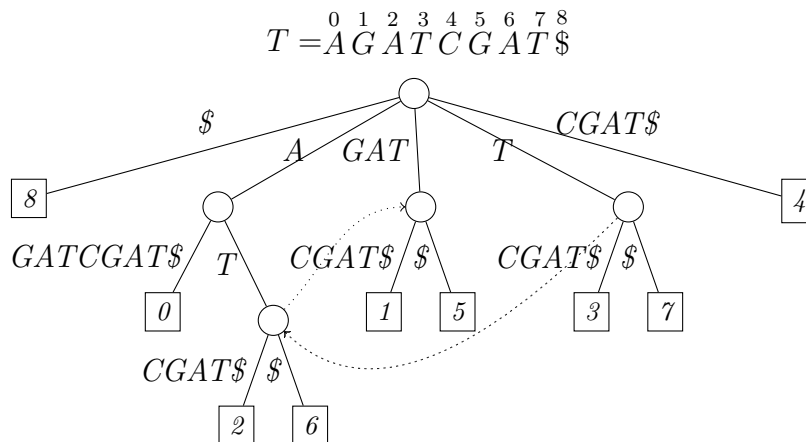 0 1 2 3 4 5 6 7 8
T = A G A T C G A T $
$ A GAT T CGAT$
8 4
GATCGAT$ T CGAT$ $ CGAT$ $
0 1 5 3 7
CGAT$ $
2 6